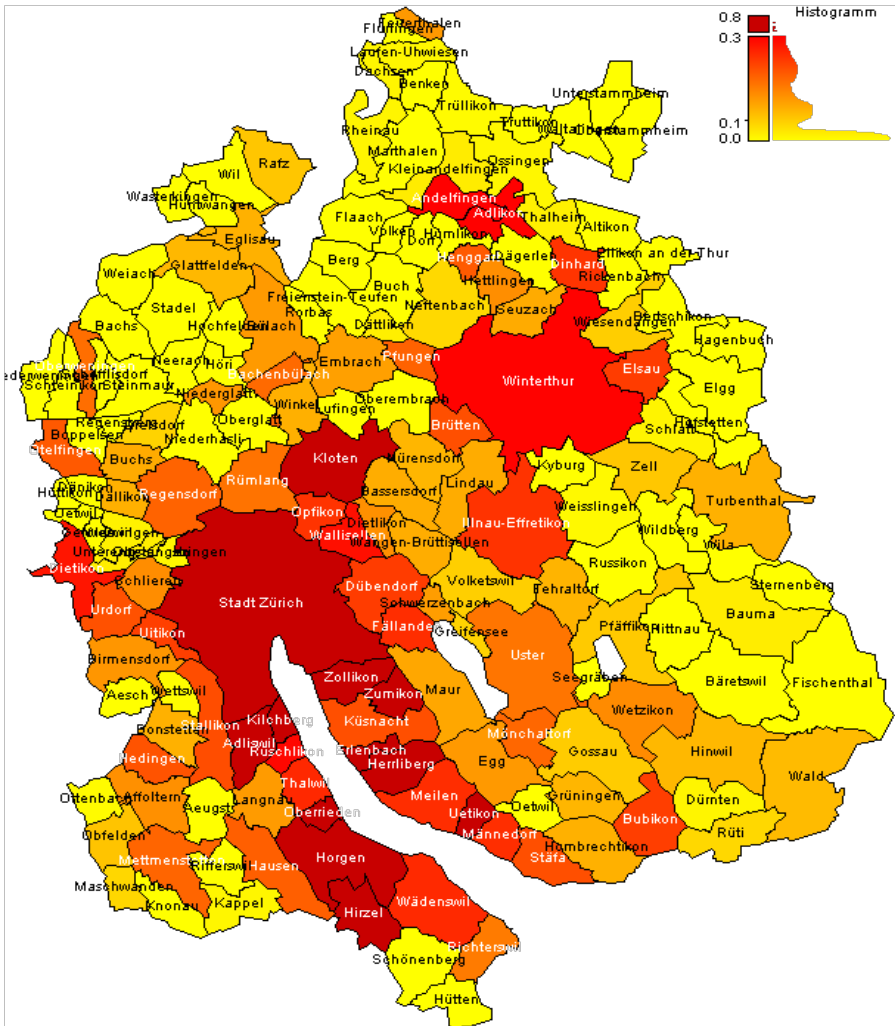 Histogramm
0.8
0.3
0.1
0.0
Feuerthalen
Flurlingen
Laufen-Uhwiesen
Dachsen
Benken
Trüllikon
Unterstammheim
Truttikon
Rheinau
Marthalen
Ossingen
Kleinandelfingen
Rafz
Wil
Wasterkingen
Hüntwangen
Andelfingen
Adlikon
Thalheim
Flaach
Volken
Dorf
Humlikon
Altikon
Eglisau
Glattfelden
Berg
Henggart
Dägerlen
Dinhard
Ellikon an der Thur
Rickenbach
Weiach
Stadel
Buch
Hettlingen
Freienstein-Teufen
Rorbas
Neftenbach
Seuzach
Bertschikon
Wiesendangen
Bachs
Hochfelden
Bülach
Dättlikon
Hagenbuch
Neerach
Höri
Embrach
Pfungen
Elsau
Bachenbülach
Winterthur
Elgg
Schleinikon
Steinmaur
Niederglatt
Winkel
Lufingen
Oberembrach
Oberglatt
Hofstetten
Schlatt
Boppelsen
Niederhasli
Brütten
Otelfingen
Buchs
Kloten
Nürensdorf
Kyburg
Zell
Hüttikon
Dänikon
Dällikon
Regensdorf
Rümlang
Bassersdorf
Lindau
Weisslingen
Turbenthal
Oetwil
Opfikon
Dietlikon
Illnau-Effretikon
Wildberg
Wallisellen
Wangen-Brüttisellen
Wila
Dietikon
Russikon
Schlieren
Dübendorf
Volketswil
Fehraltorf
Sternenberg
Stadt Zürich
Schwerzenbach
Urdorf
Bauma
Uitikon
Fällanden
Greifensee
Pfäffikon
Hittnau
Birmensdorf
Uster
Zollikon
Seegräben
Bäretswil
Fischenthal
Aesch
Wettswil
Zumikon
Maur
Wetzikon
Bonstetten
Stallikon
Kilchberg
Küsnacht
Mönchaltorf
Adliswil
Rüschlikon
Erlenbach
Gossau
Hinwil
Hedingen
Herrliberg
Egg
Wald
Thalwil
Meilen
Grüningen
Dürnten
Ottenbach
Affoltern
Aeugst
Langnau
Oberrieden
Uetikon
Oetwil
Bubikon
Obfelden
Männedorf
Rüti
Hombrechtikon
Mettmenstetten
Rifferswil
Hausen
Horgen
Stäfa
Maschwanden
Wädenswil
Knonau
Kappel
Hirzel
Richterswil
Schönenberg
Hütten